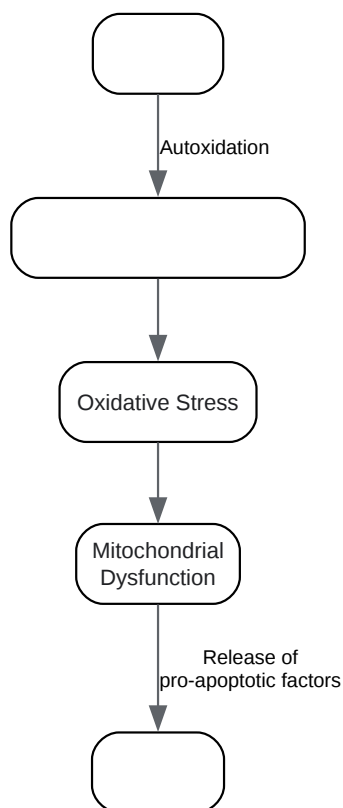 Autoxidation
Oxidative Stress
Mitochondrial
Dysfunction
Release of
pro-apoptotic factors